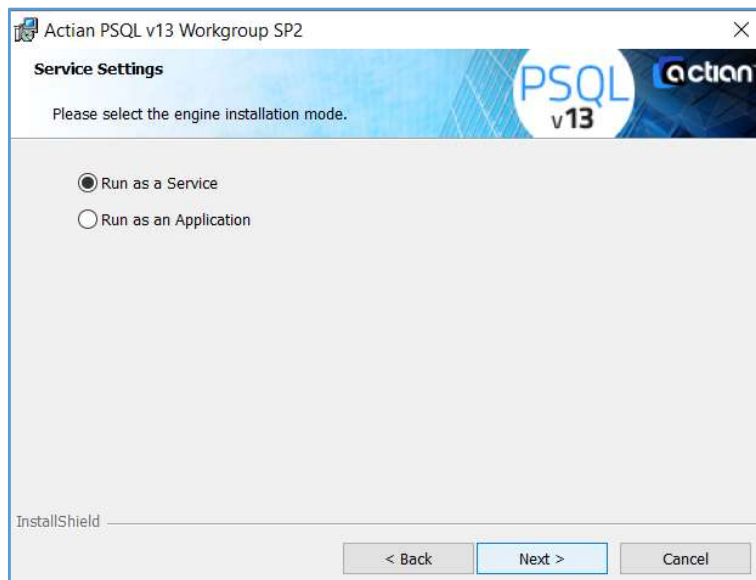 Actian PSQL v13 Workgroup SP2
Service Settings
Please select the engine installation mode.
PSQL
v13
actian
Run as a Service
Run as an Application
InstallShield
< Back
Next >
Cancel